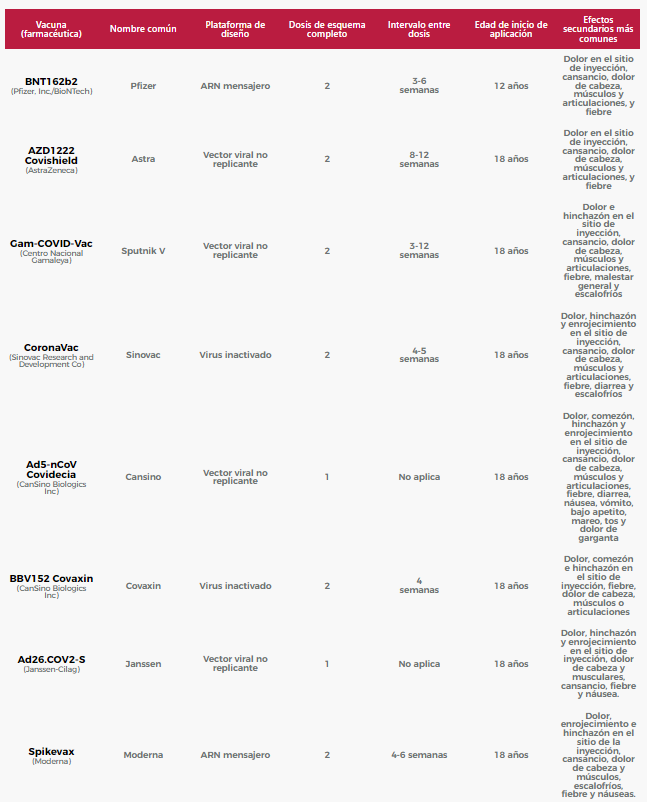 Vacuna
(farmacéutica)
Nombre común
Plataforma de
diseño
Dosis de esquema
completo
Intervalo entre
dosis
Edad de inicio de
aplicación
Efectos
secundarios más
comunes
BNT162b2
(Pfizer, Inc./BioNTech)
Pfizer
ARN mensajero
2
3-6
semanas
12 años
Dolor en el sitio
de inyección,
cansancio, dolor
de cabeza,
músculos y
articulaciones, y
fiebre
AZD1222
Covishield
(AstraZeneca)
Astra
Vector viral no
replicante
2
8-12
semanas
18 años
Dolor en el sitio
de inyección,
cansancio, dolor
de cabeza,
músculos y
articulaciones, y
fiebre
Gam-COVID-Vac
(Centro Nacional
Gamaleya)
Sputnik V
Vector viral no
replicante
2
3-12
semanas
18 años
Dolor e
hinchazón en el
sitio de
inyección,
cansancio, dolor
de cabeza,
músculos y
articulaciones,
fiebre, malestar
general y
escalofríos
CoronaVac
(Sinovac Research and
Development Co)
Sinovac
Virus inactivado
2
4-5
semanas
18 años
Dolor, hinchazón
y enrojecimiento
en el sitio de
inyección,
cansancio, dolor
de cabeza,
músculos y
articulaciones,
fiebre, diarrea y
escalofríos
Ad5-nCoV
Covidecia
(CanSino Biologics
Inc)
Cansino
Vector viral no
replicante
1
No aplica
18 años
Dolor, comezón,
hinchazón y
enrojecimiento
en el sitio de
inyección,
cansancio, dolor
de cabeza,
músculos y
articulaciones,
fiebre, diarrea,
náusea, vómito,
bajo apetito,
mareo, tos y
dolor de
garganta
BBV152 Covaxin
(CanSino Biologics
Inc)
Covaxin
Virus inactivado
2
4
semanas
18 años
Dolor, comezón
e hinchazón en
el sitio de
inyección, fiebre,
dolor de cabeza,
músculos o
articulaciones
Ad26.COV2-S
(Janssen-Cilag)
Janssen
Vector viral no
replicante
1
No aplica
18 años
Dolor, hinchazón
y enrojecimiento
en el sitio de
inyección, dolor
de cabeza y
musculares,
cansancio, fiebre
y náusea.
Spikevax
(Moderna)
Moderna
ARN mensajero
2
4-6 semanas
18 años
Dolor,
enrojecimiento e
hinchazón en el
sitio de la
inyección,
cansancio, dolor
de cabeza y
músculos,
escalofríos,
fiebre y náuseas.